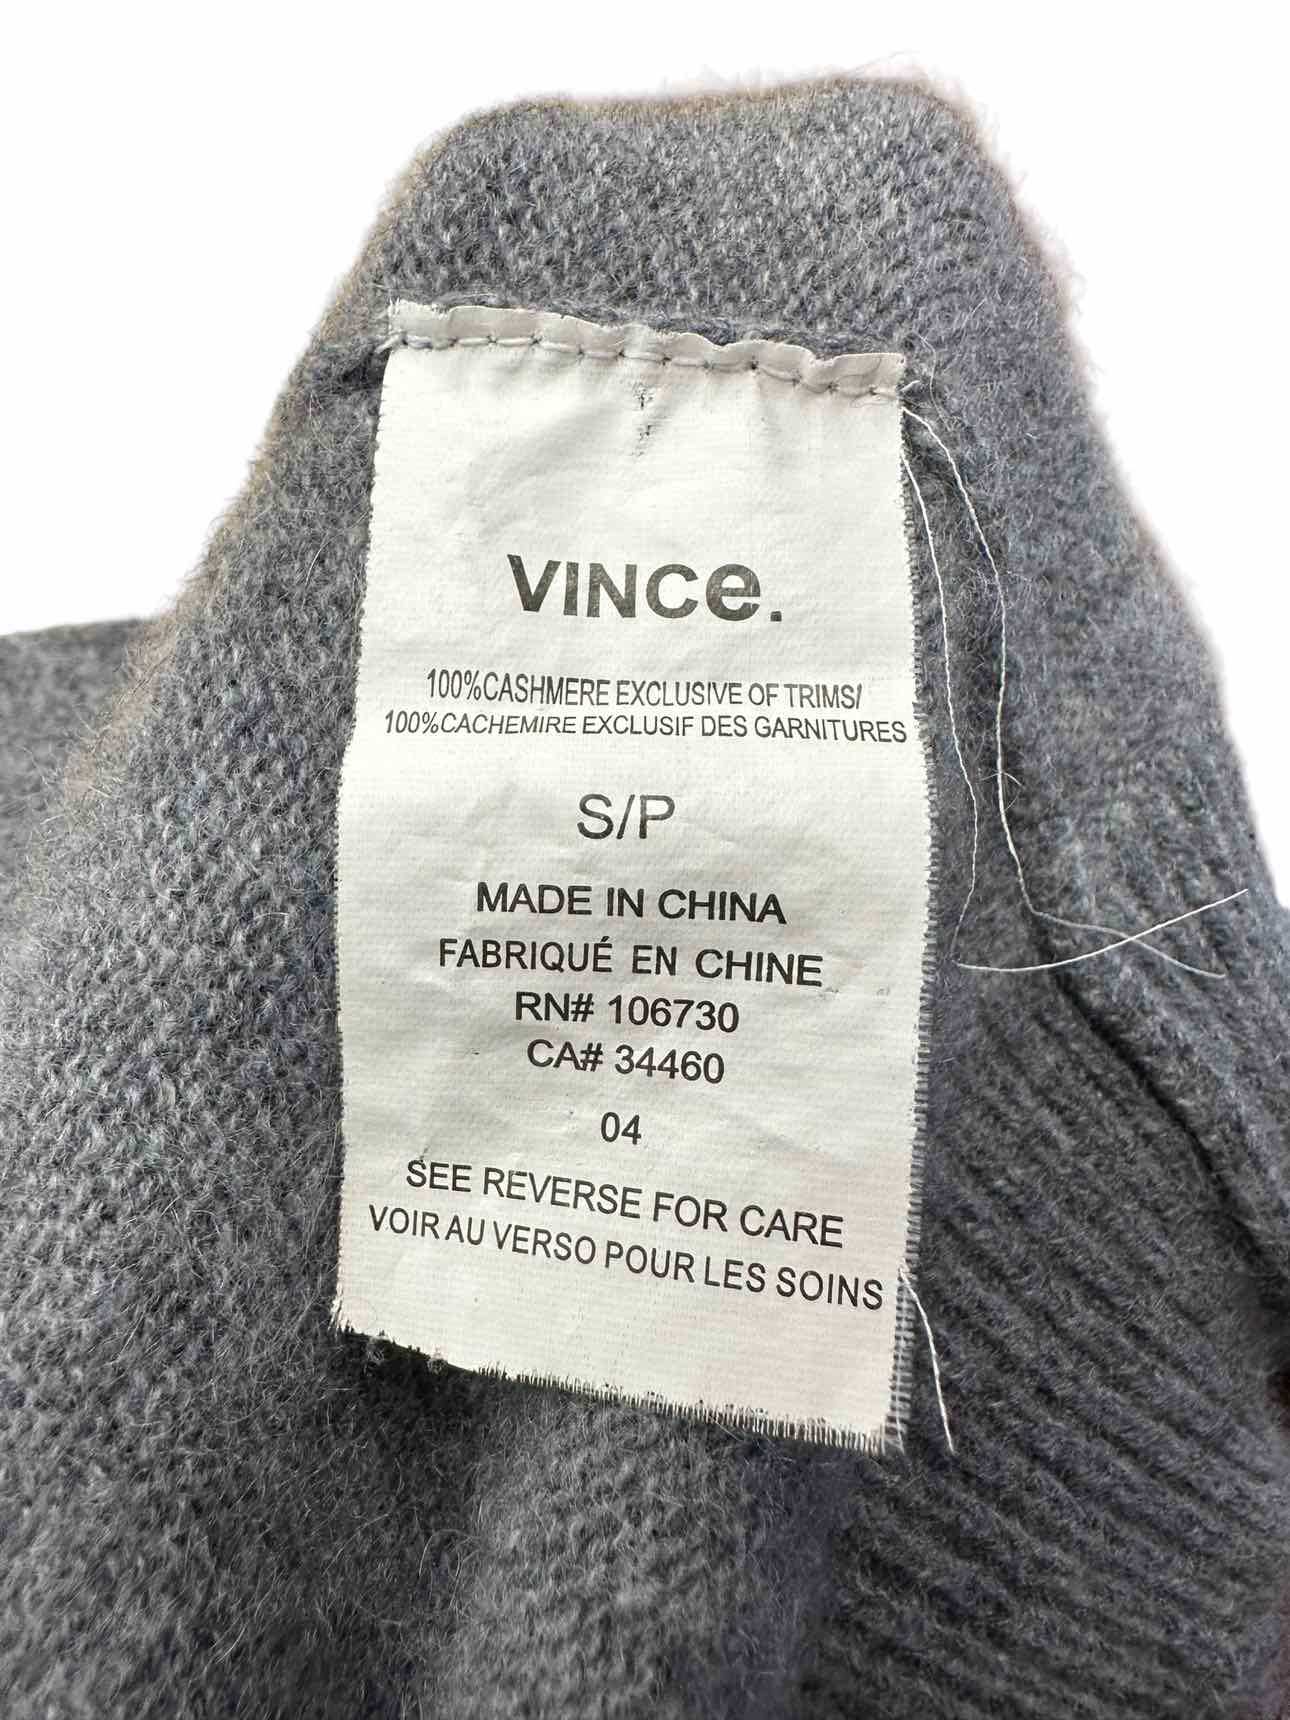 VINCe.
100%CASHMERE EXCLUSIVE OF TRIMS/
100%CACHEMIRE EXCLUSIF DES GARNITURES
S/P
MADE IN CHINA
FABRIQUÉ EN CHINE
RN# 106730
CA# 34460
04
SEE REVERSE FOR CARE
VOIR AU VERSO POUR LES SOINS